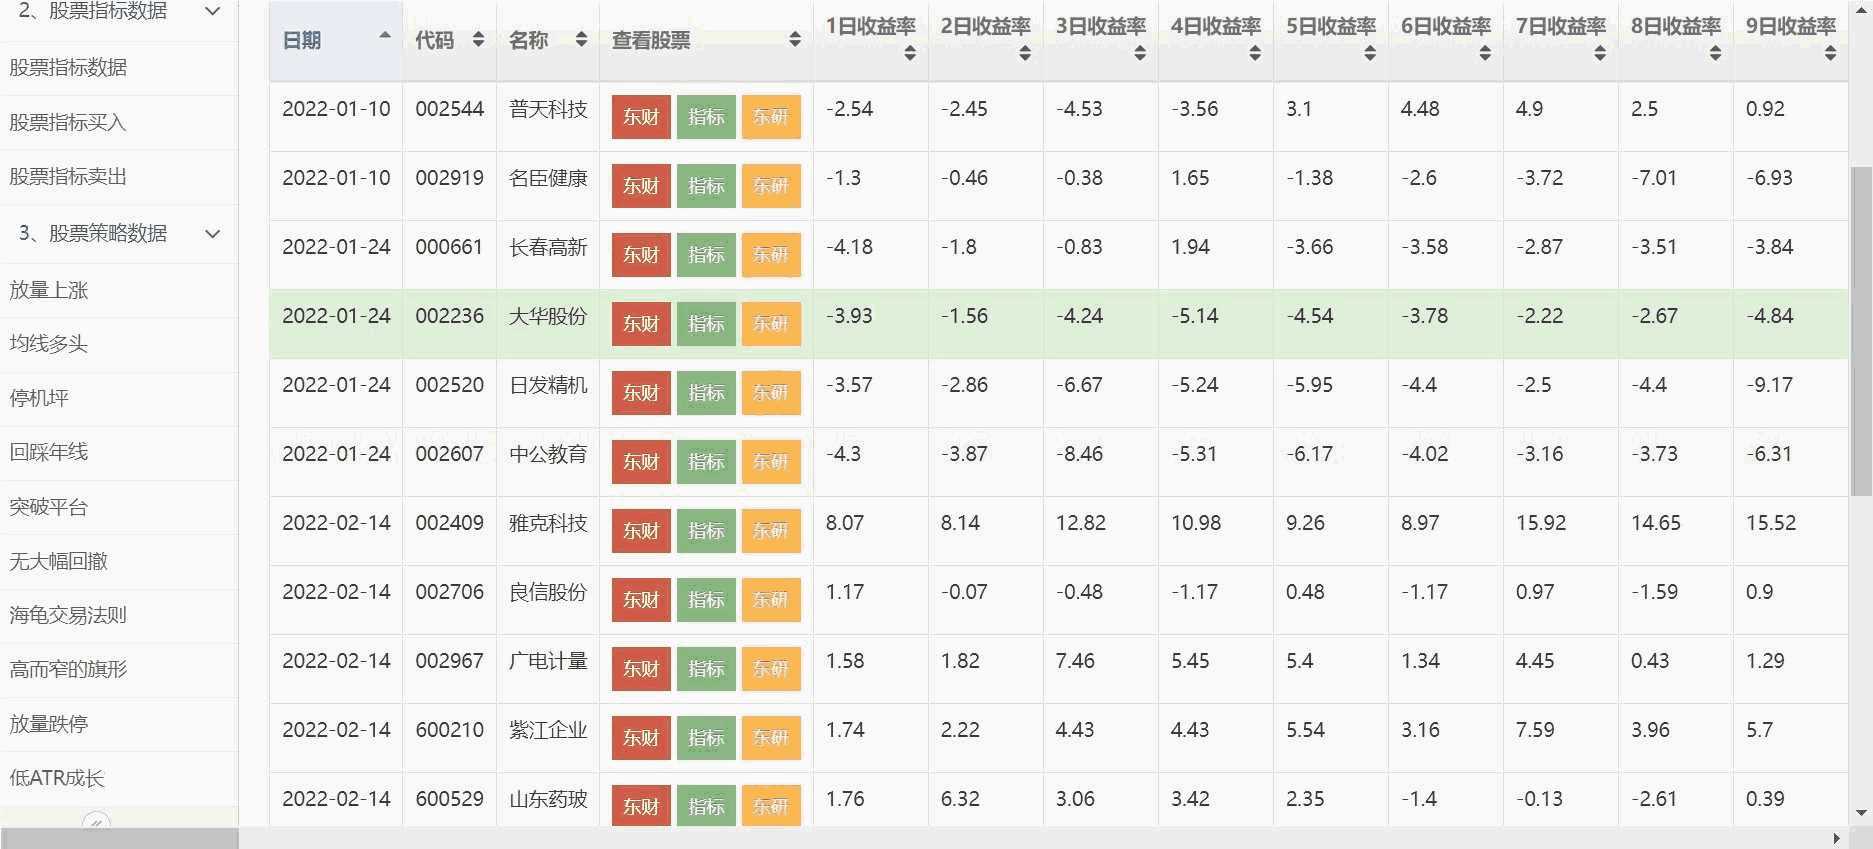 2、股票指标数据
股票指标数据
股票指标买入
股票指标卖出
3、股票策略数据
放量上涨
均线多头
停机坪
回踩年线
突破平台
无大幅回撤
海龟交易法则
高而窄的旗形
放量跌停
低ATR成长
日期 代码 名称 查看股票 1日收益率 2日收益率 3日收益率 4日收益率 5日收益率 6日收益率 7日收益率 8日收益率 9日收益率
2022-01-10 002544 普天科技 东财 指标 东研 -2.54 -2.45 -4.53 -3.56 3.1 4.48 4.9 2.5 0.92
2022-01-10 002919 名臣健康 东财 指标 东研 -1.3 -0.46 -0.38 1.65 -1.38 -2.6 -3.72 -7.01 -6.93
2022-01-24 000661 长春高新 东财 指标 东研 -4.18 -1.8 -0.83 1.94 -3.66 -3.58 -2.87 -3.51 -3.84
2022-01-24 002236 大华股份 东财 指标 东研 -3.93 -1.56 -4.24 -5.14 -4.54 -3.78 -2.22 -2.67 -4.84
2022-01-24 002520 日发精机 东财 指标 东研 -3.57 -2.86 -6.67 -5.24 -5.95 -4.4 -2.5 -4.4 -9.17
2022-01-24 002607 中公教育 东财 指标 东研 -4.3 -3.87 -8.46 -5.31 -6.17 -4.02 -3.16 -3.73 -6.31
2022-02-14 002409 雅克科技 东财 指标 东研 8.07 8.14 12.82 10.98 9.26 8.97 15.92 14.65 15.52
2022-02-14 002706 良信股份 东财 指标 东研 1.17 -0.07 -0.48 -1.17 0.48 -1.17 0.97 -1.59 0.9
2022-02-14 002967 广电计量 东财 指标 东研 1.58 1.82 7.46 5.45 5.4 1.34 4.45 0.43 1.29
2022-02-14 600210 紫江企业 东财 指标 东研 1.74 2.22 4.43 4.43 5.54 3.16 7.59 3.96 5.7
2022-02-14 600529 山东药玻 东财 指标 东研 1.76 6.32 3.06 3.42 2.35 -1.4 -0.13 -2.61 0.39